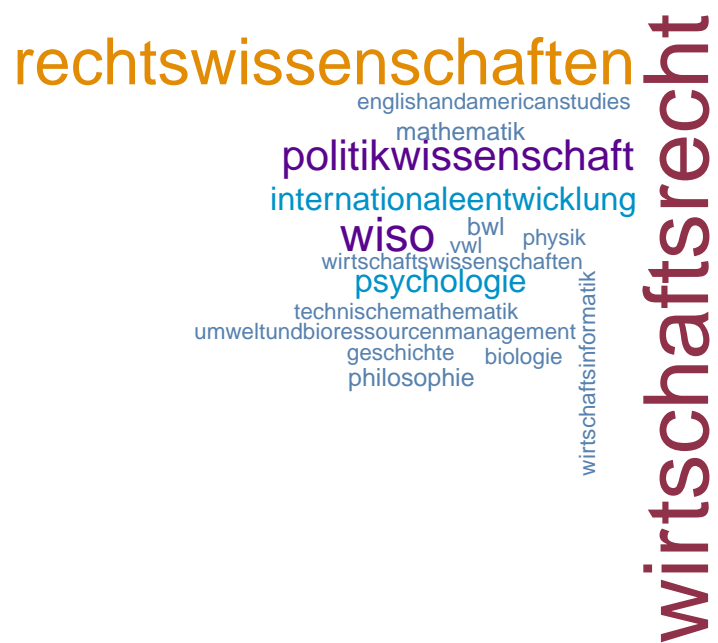 rechtswissenschaften
wirtschaftsrecht
englishandamericanstudies
mathematik
politikwissenschaft
internationaleentwicklung
wiso
bwl
vwl
physik
wirtschaftswissenschaften
psychologie
wirtschaftsinformatik
technischemathematik
umweltundbioressourcenmanagement
geschichte
biologie
philosophie